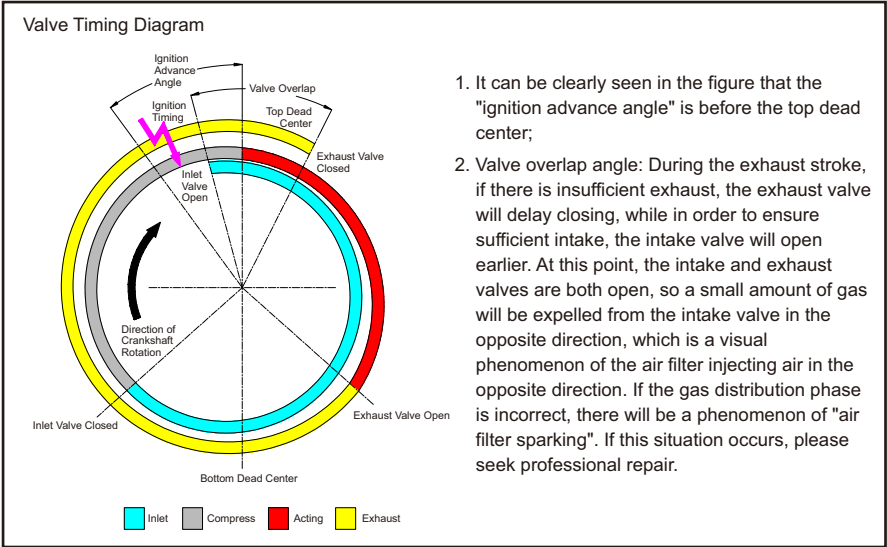 Valve Timing Diagram
Ignition
Advance
Angle
Valve Overlap
Ignition
Timing
Top Dead
Center
Exhaust Valve
Closed
Inlet
Valve
Open
Direction of
Crankshaft
Rotation
Inlet Valve Closed
Exhaust Valve Open
Bottom Dead Center
Inlet
Compress
Acting
Exhaust
1. It can be clearly seen in the figure that the
"ignition advance angle" is before the top dead
center;
2. Valve overlap angle: During the exhaust stroke,
if there is insufficient exhaust, the exhaust valve
will delay closing, while in order to ensure
sufficient intake, the intake valve will open
earlier. At this point, the intake and exhaust
valves are both open, so a small amount of gas
will be expelled from the intake valve in the
opposite direction, which is a visual
phenomenon of the air filter injecting air in the
opposite direction. If the gas distribution phase
is incorrect, there will be a phenomenon of "air
filter sparking". If this situation occurs, please
seek professional repair.